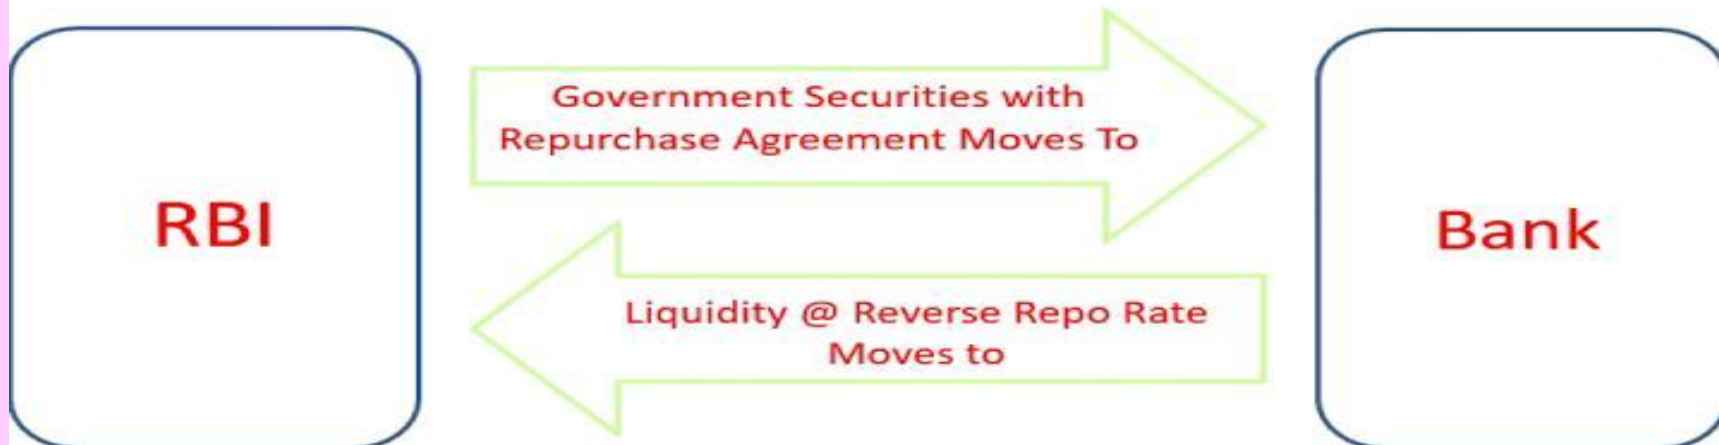 RBI
Government Securities with
Repurchase Agreement Moves To
Liquidity @ Reverse Repo Rate
Moves to
Bank